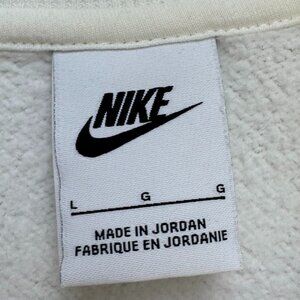 NIKE
L G G
MADE IN JORDAN
FABRIQUE EN JORDANIE